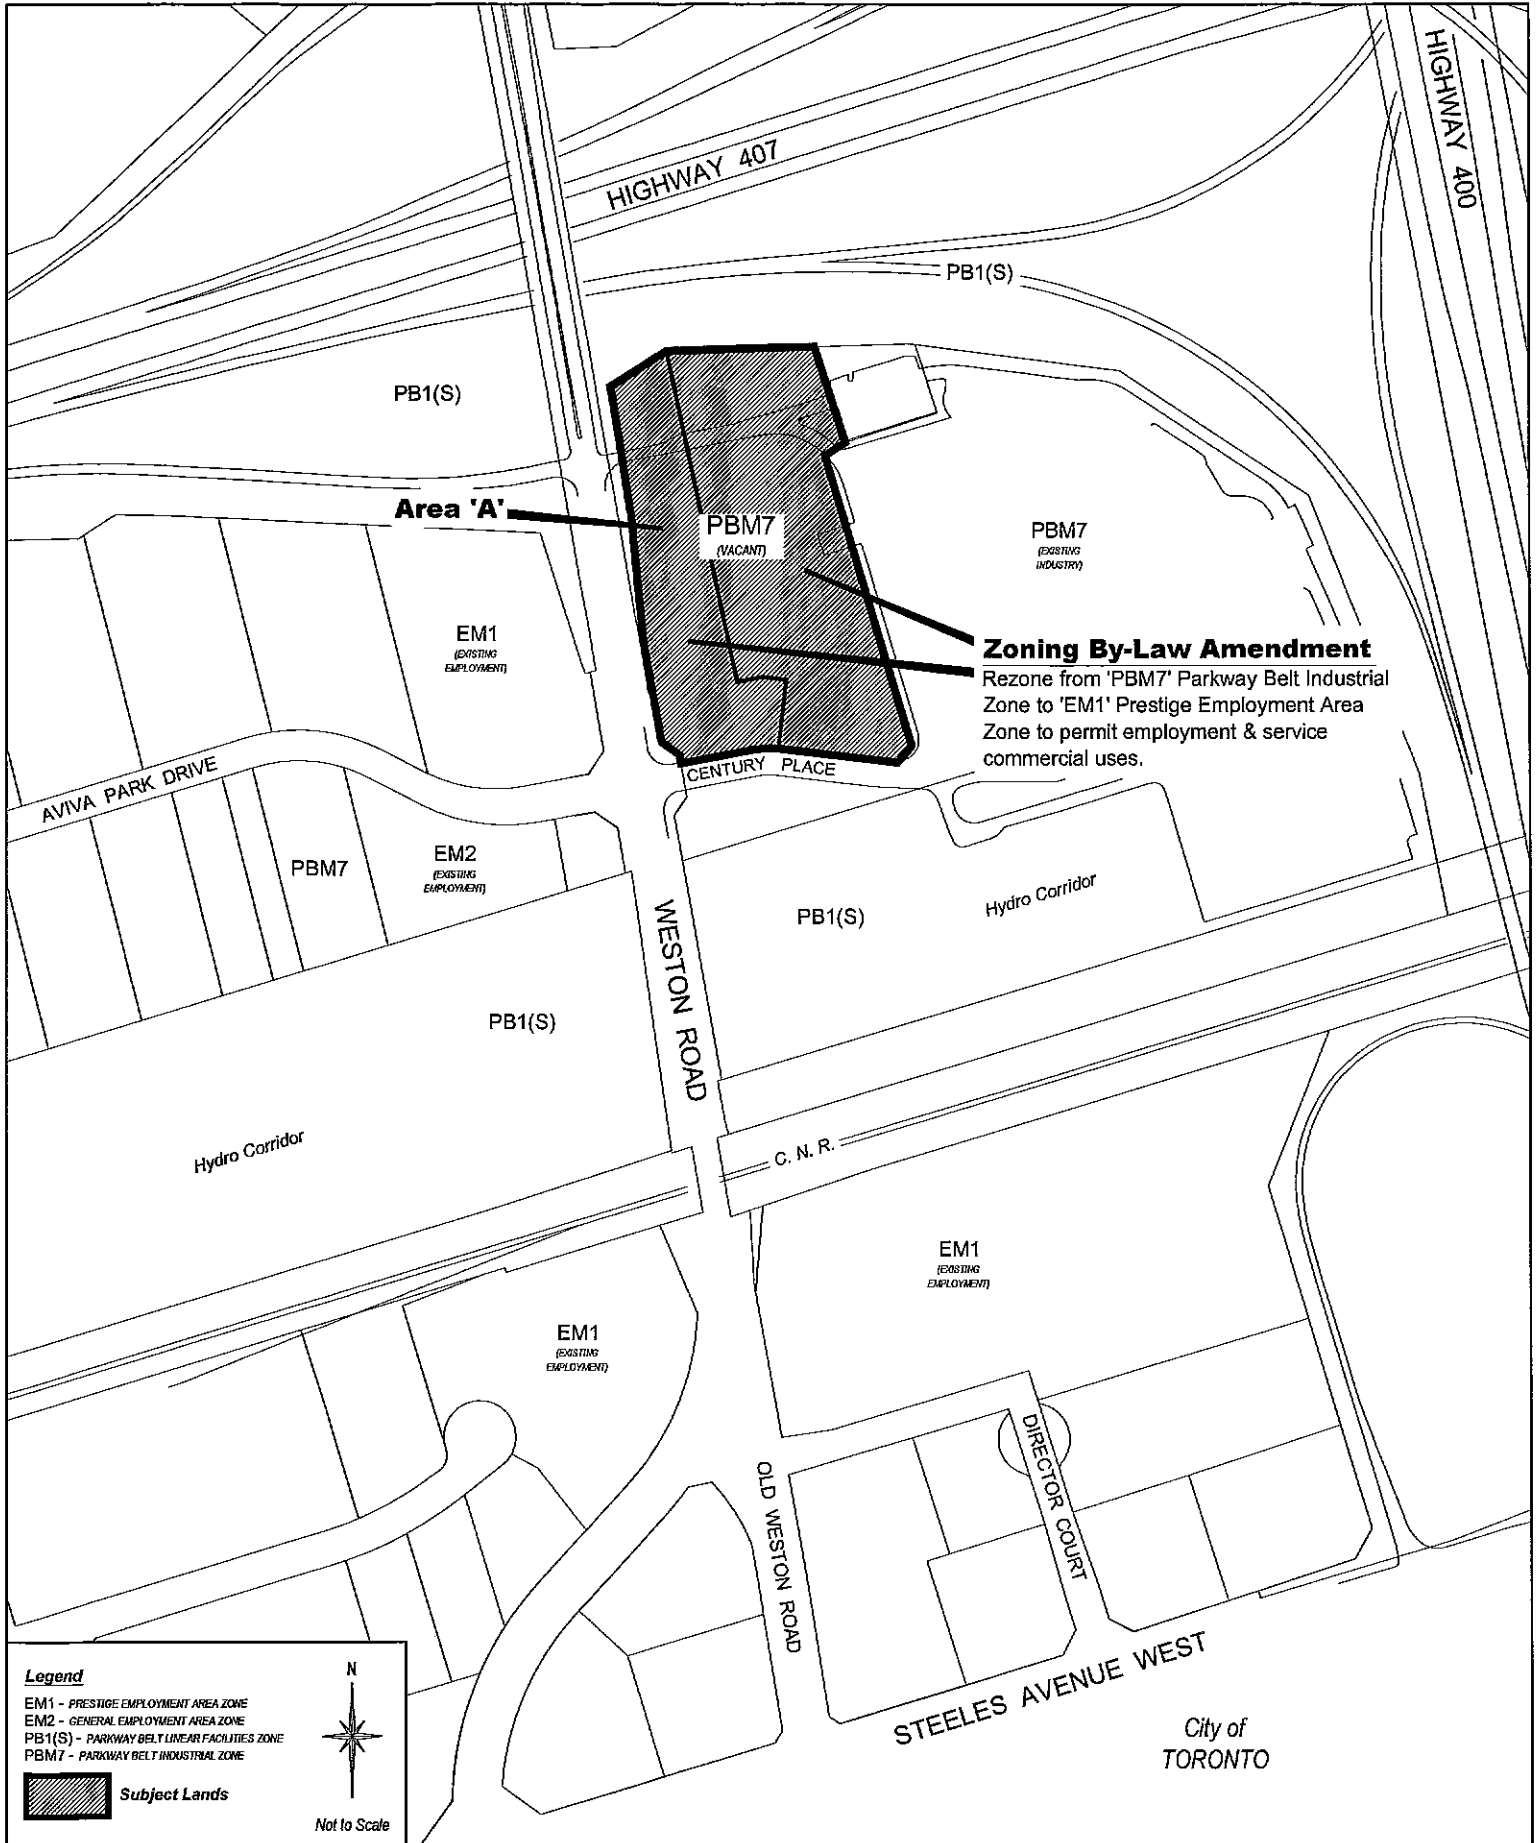 HIGHWAY 400
HIGHWAY 407
PB1(S)
PB1(S)
Area 'A'
PBM7
(VACANT)
PBM7
(EXISTING
INDUSTRY)
EM1
(EXISTING
EMPLOYMENT)
Zoning By-Law Amendment
Rezone from 'PBM7' Parkway Belt Industrial
Zone to 'EM1' Prestige Employment Area
Zone to permit employment & service
commercial uses.
CENTURY PLACE
AVIVA PARK DRIVE
PBM7
EM2
(EXISTING
EMPLOYMENT)
WESTON ROAD
PB1(S)
Hydro Corridor
PB1(S)
Hydro Corridor
C. N. R.
EM1
(EXISTING
EMPLOYMENT)
EM1
(EXISTING
EMPLOYMENT)
OLD WESTON ROAD
DIRECTOR COURT
STEELES AVENUE WEST
City of
TORONTO
Legend
EM1 - PRESTIGE EMPLOYMENT AREA ZONE
EM2 - GENERAL EMPLOYMENT AREA ZONE
PB1(S) - PARKWAY BELT LINEAR FACILITIES ZONE
PBM7 - PARKWAY BELT INDUSTRIAL ZONE
Subject Lands
N
Not to Scale